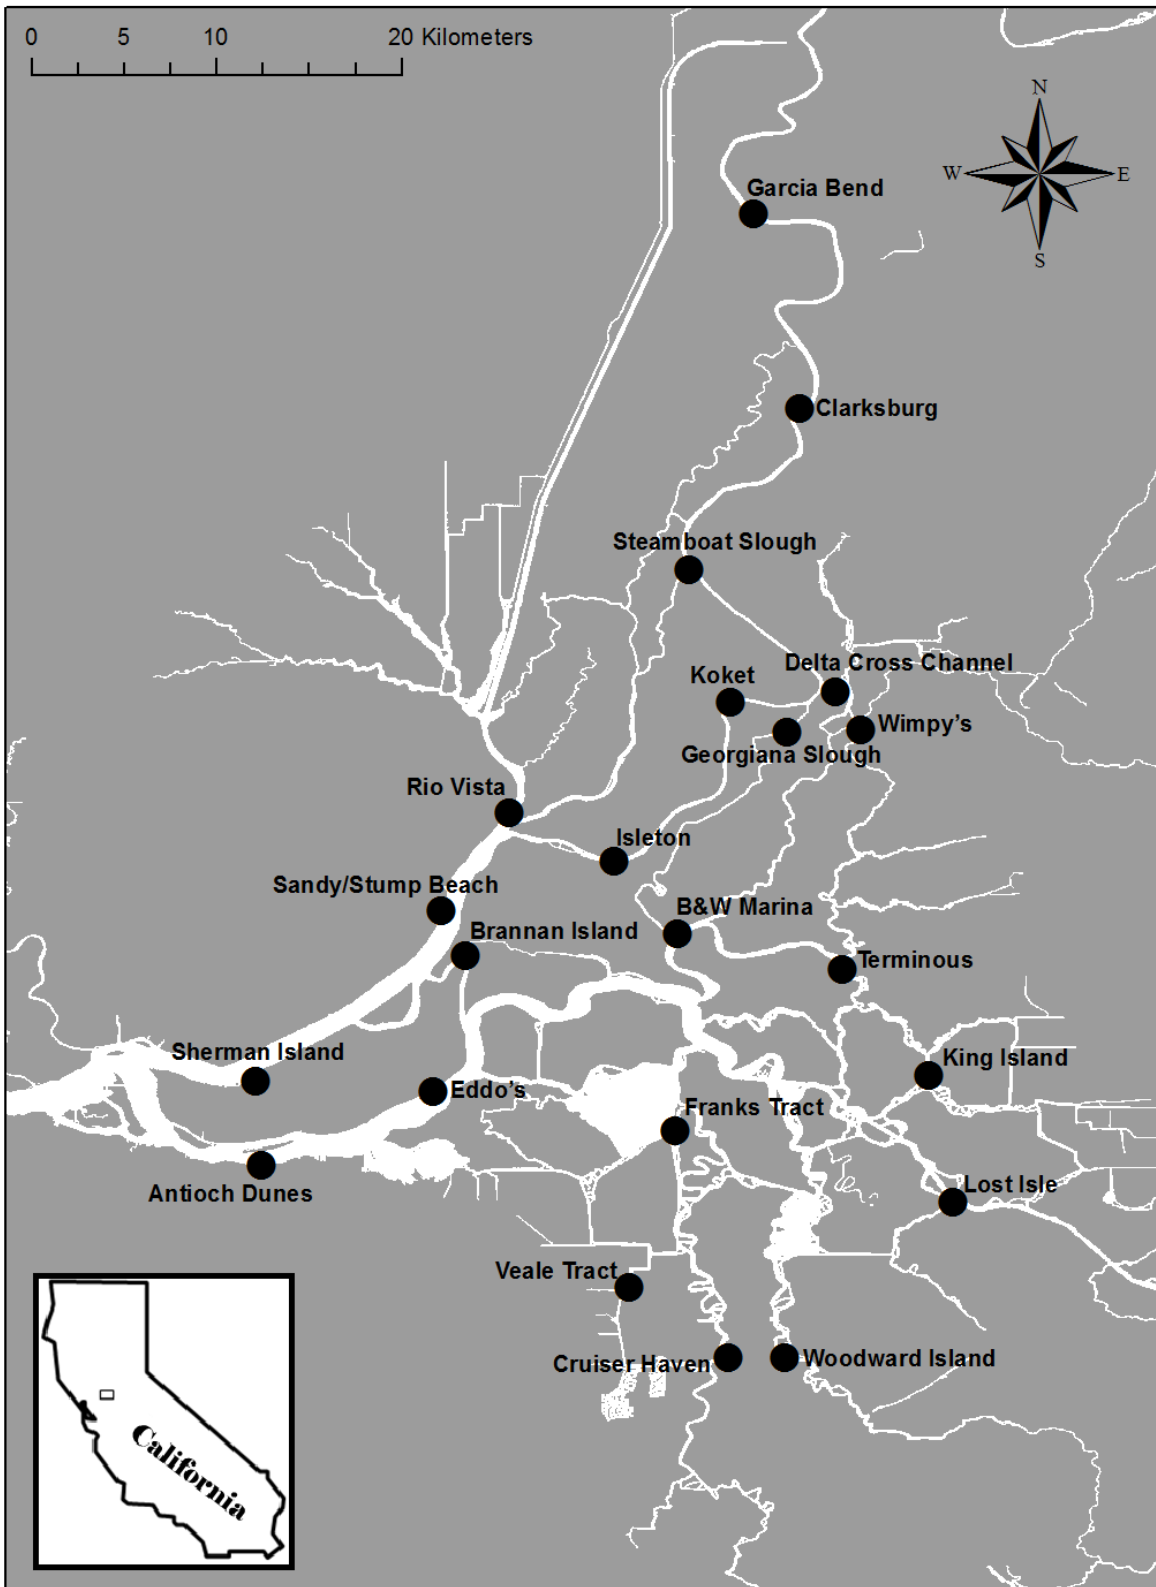 0 5 10 20 Kilometers
N
W E
S
Garcia Bend
Clarksburg
Steamboat Slough
Delta Cross Channel
Koket
Wimpy's
Georgiana Slough
Rio Vista
Isleton
Sandy/Stump Beach
B&W Marina
Brannan Island
Terminous
Sherman Island
King Island
Eddo's
Franks Tract
Antioch Dunes
Lost Isle
Veale Tract
Cruiser Haven
Woodward Island
California